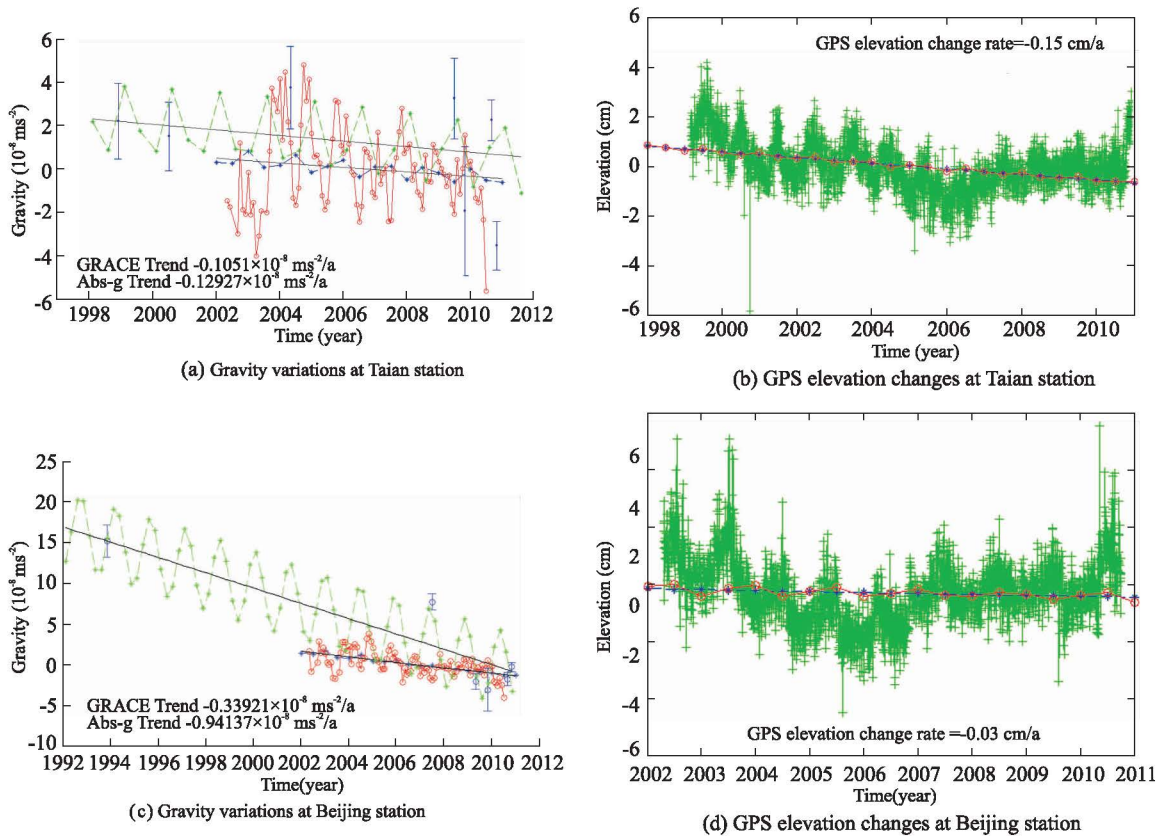 6
4
2
0
-2
-4
-6
Gravity (10⁻⁸ ms⁻²)
GRACE Trend -0.1051×10⁻⁸ ms⁻²/a
Abs-g Trend -0.12927×10⁻⁸ ms⁻²/a
1998 2000 2002 2004 2006 2008 2010 2012
Time (year)
(a) Gravity variations at Taian station
GPS elevation change rate=-0.15 cm/a
6
4
2
0
-2
-4
-6
Elevation (cm)
1998 2000 2002 2004 2006 2008 2010
Time (year)
(b) GPS elevation changes at Taian station
25
20
15
10
5
0
-5
-10
Gravity (10⁻⁸ ms⁻²)
GRACE Trend -0.33921×10⁻⁸ ms⁻²/a
Abs-g Trend -0.94137×10⁻⁸ ms⁻²/a
1992 1994 1996 1998 2000 2002 2004 2006 2008 2010 2012
Time(year)
(c) Gravity variations at Beijing station
6
4
2
0
-2
-4
-6
Elevation (cm)
GPS elevation change rate =-0.03 cm/a
2002 2003 2004 2005 2006 2007 2008 2009 2010 2011
Time(year)
(d) GPS elevation changes at Beijing station